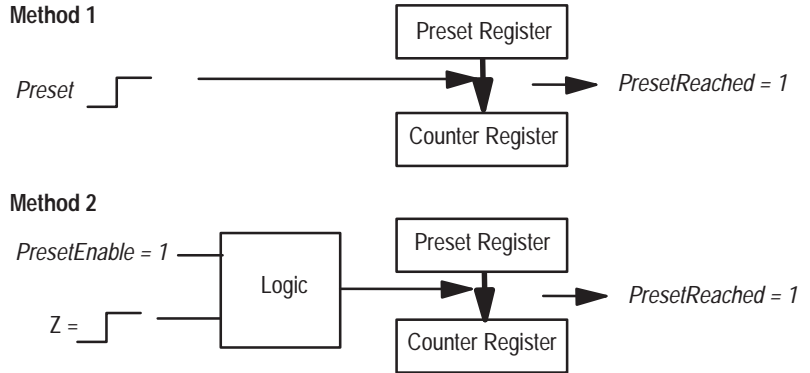 Method 1
Preset Register
Preset
PresetReached = 1
Counter Register
Method 2
PresetEnable = 1
Logic
Preset Register
Z =
PresetReached = 1
Counter Register